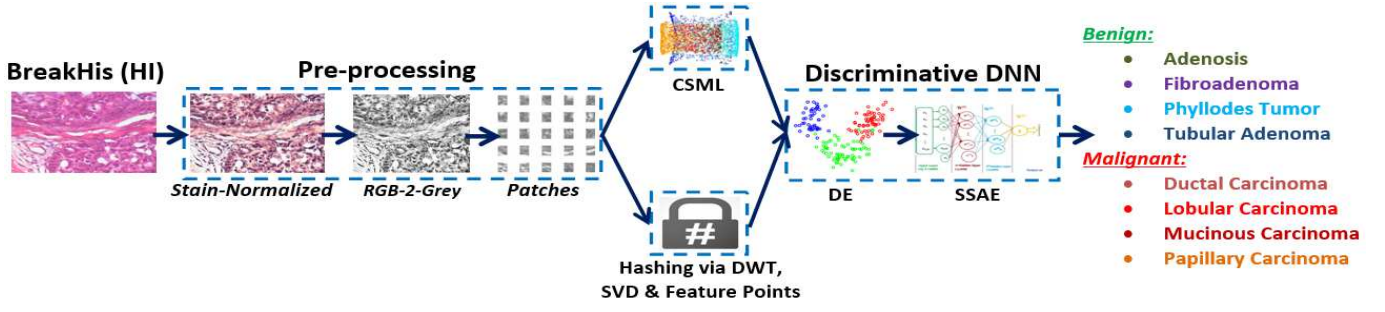 BreakHis (HI)
Pre-processing
Stain-Normalized
RGB-2-Grey
Patches
CSML
#
Hashing via DWT,
SVD & Feature Points
Discriminative DNN
DE
SSAE
Benign:
• Adenosis
• Fibroadenoma
• Phyllodes Tumor
• Tubular Adenoma
Malignant:
• Ductal Carcinoma
• Lobular Carcinoma
• Mucinous Carcinoma
• Papillary Carcinoma